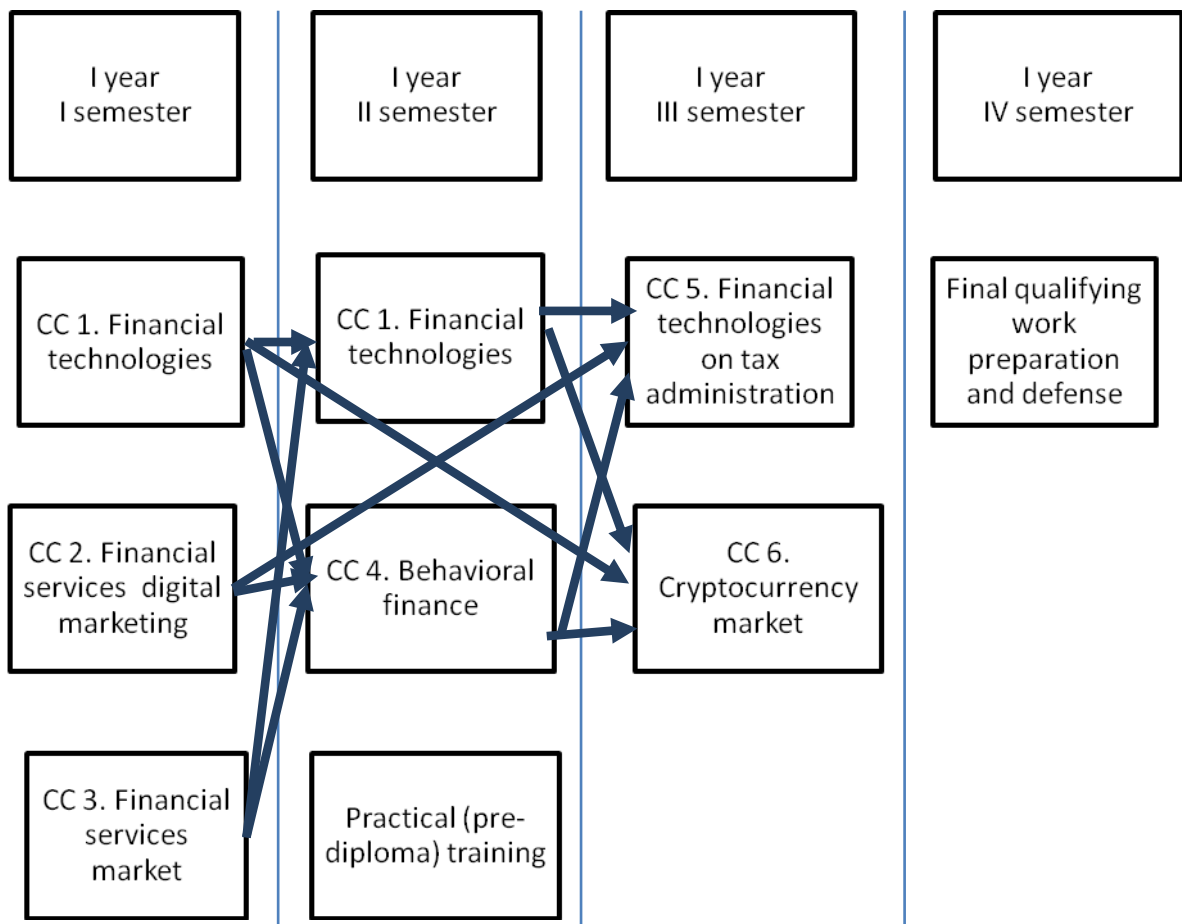 I year
I semester
I year
II semester
I year
III semester
I year
IV semester
CC 1. Financial
technologies
CC 1. Financial
technologies
CC 5. Financial
technologies
on tax
administration
Final qualifying
work
preparation
and defense
CC 2. Financial
services digital
marketing
CC 4. Behavioral
finance
CC 6.
Cryptocurrency
market
CC 3. Financial
services
market
Practical (pre-
diploma) training